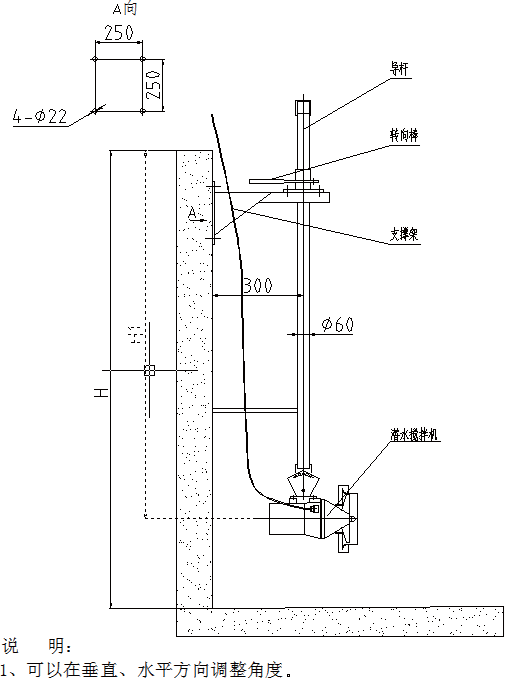 A向
250
250
4-Φ22
导杆
转向棒
A
支撑架
300
Φ60
H1
H
潜水搅拌机
说 明:
1、可以在垂直、水平方向调整角度。